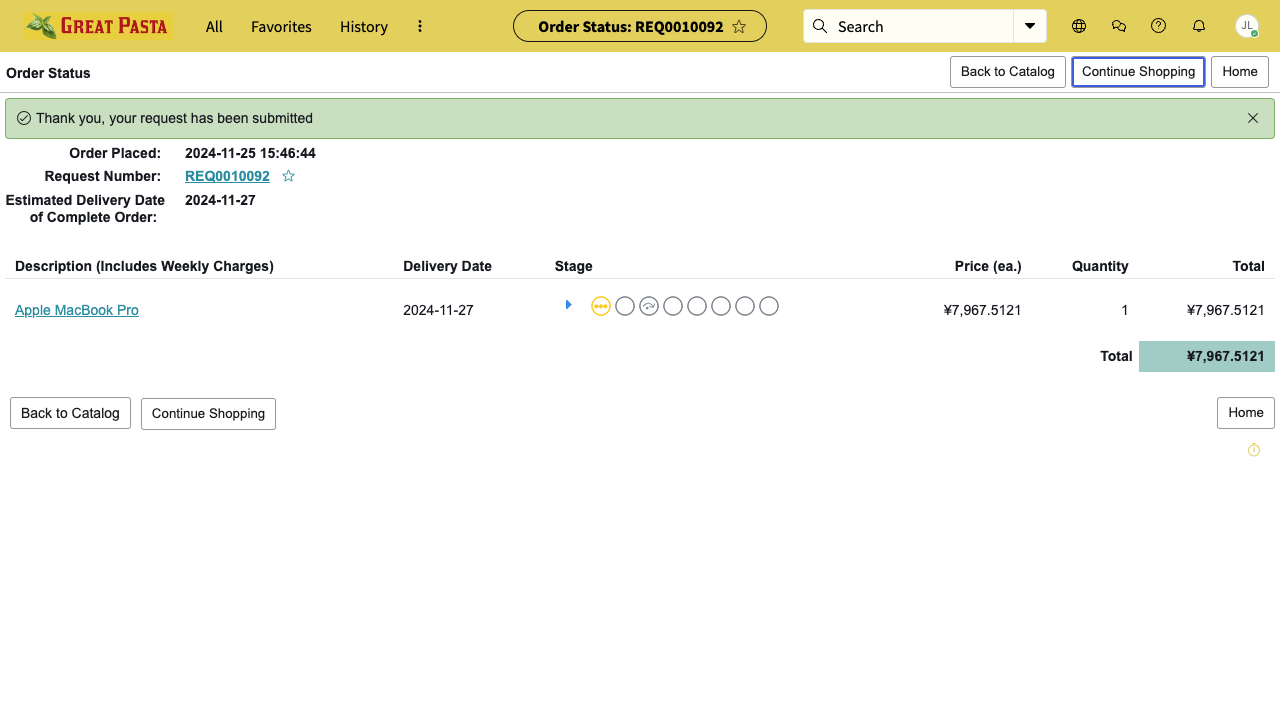 GREAT PASTA
All
Favorites
History
Order Status: REQ0010092
Search
JL
Order Status
Back to Catalog
Continue Shopping
Home
Thank you, your request has been submitted
Order Placed: 2024-11-25 15:46:44
Request Number: REQ0010092
Estimated Delivery Date 2024-11-27
of Complete Order:
Description (Includes Weekly Charges) Delivery Date Stage Price (ea.) Quantity Total
Apple MacBook Pro 2024-11-27 ¥7,967.5121 1 ¥7,967.5121
Total ¥7,967.5121
Back to Catalog
Continue Shopping
Home